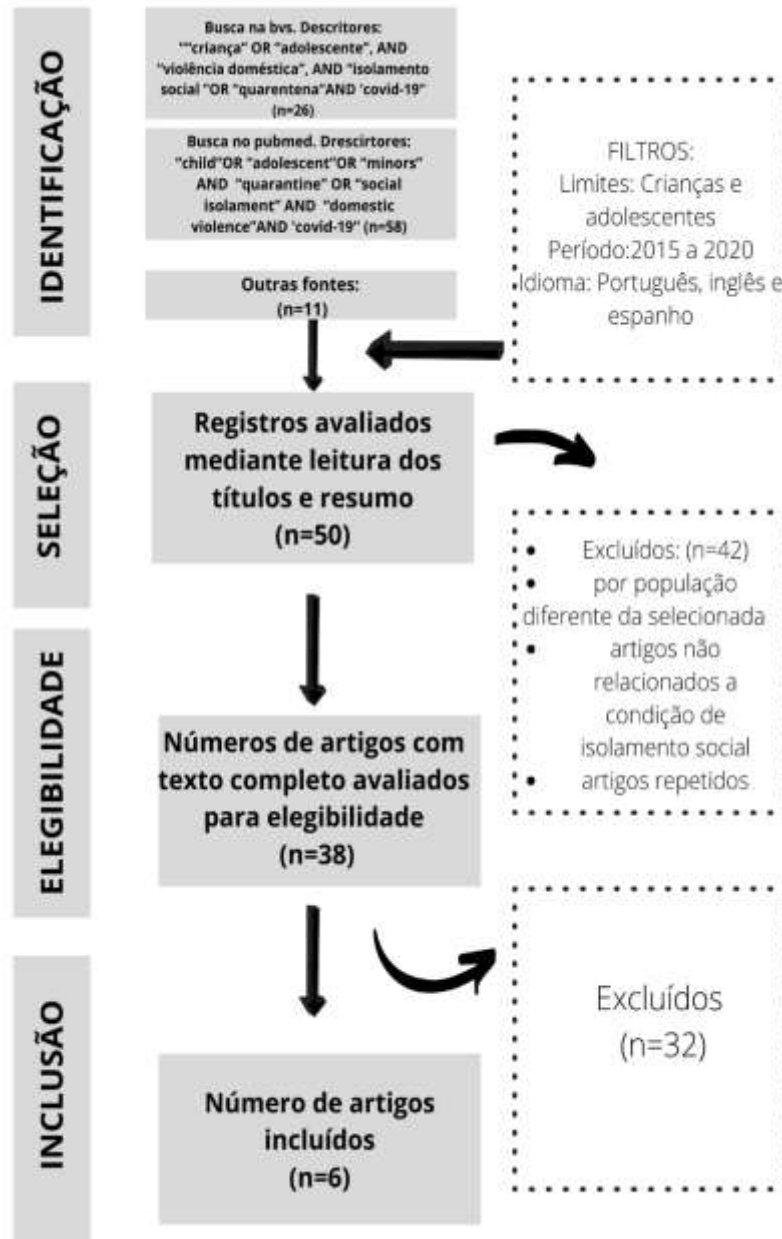 IDENTIFICAÇÃO
Busca na bvs. Descritores:
""criança" OR "adolescente", AND
"violência doméstica", AND "isolamento
social "OR "quarentena"AND 'covid-19"
(n=26)
Busca no pubmed. Drescirtores:
"child"OR "adolescent"OR "minors"
AND "quarantine" OR "social
isolament" AND "domestic
violence"AND 'covid-19" (n=58)
Outras fontes:
(n=11)
FILTROS:
Limites: Crianças e
adolescentes
Período:2015 a 2020
Idioma: Português, inglês e
espanho
SELEÇÃO
Registros avaliados
mediante leitura dos
títulos e resumo
(n=50)
• Excluídos: (n=42)
• por população
diferente da selecionada
• artigos não
relacionados a
condição de
isolamento social
• artigos repetidos
ELEGIBILIDADE
Números de artigos com
texto completo avaliados
para elegibilidade
(n=38)
Excluídos
(n=32)
INCLUSÃO
Número de artigos
incluídos
(n=6)